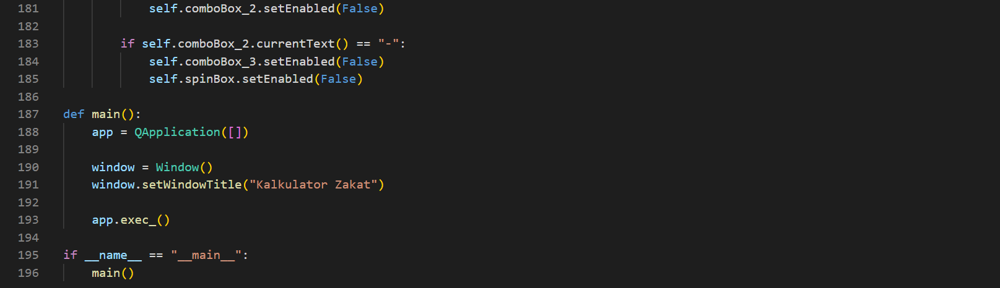 181 self.comboBox_2.setEnabled(False)
182
183 if self.comboBox_2.currentText() == "-":
184 self.comboBox_3.setEnabled(False)
185 self.spinBox.setEnabled(False)
186
187 def main():
188 app = QApplication([])
189
190 window = Window()
191 window.setWindowTitle("Kalkulator Zakat")
192
193 app.exec_()
194
195 if __name__ == "__main__":
196 main()